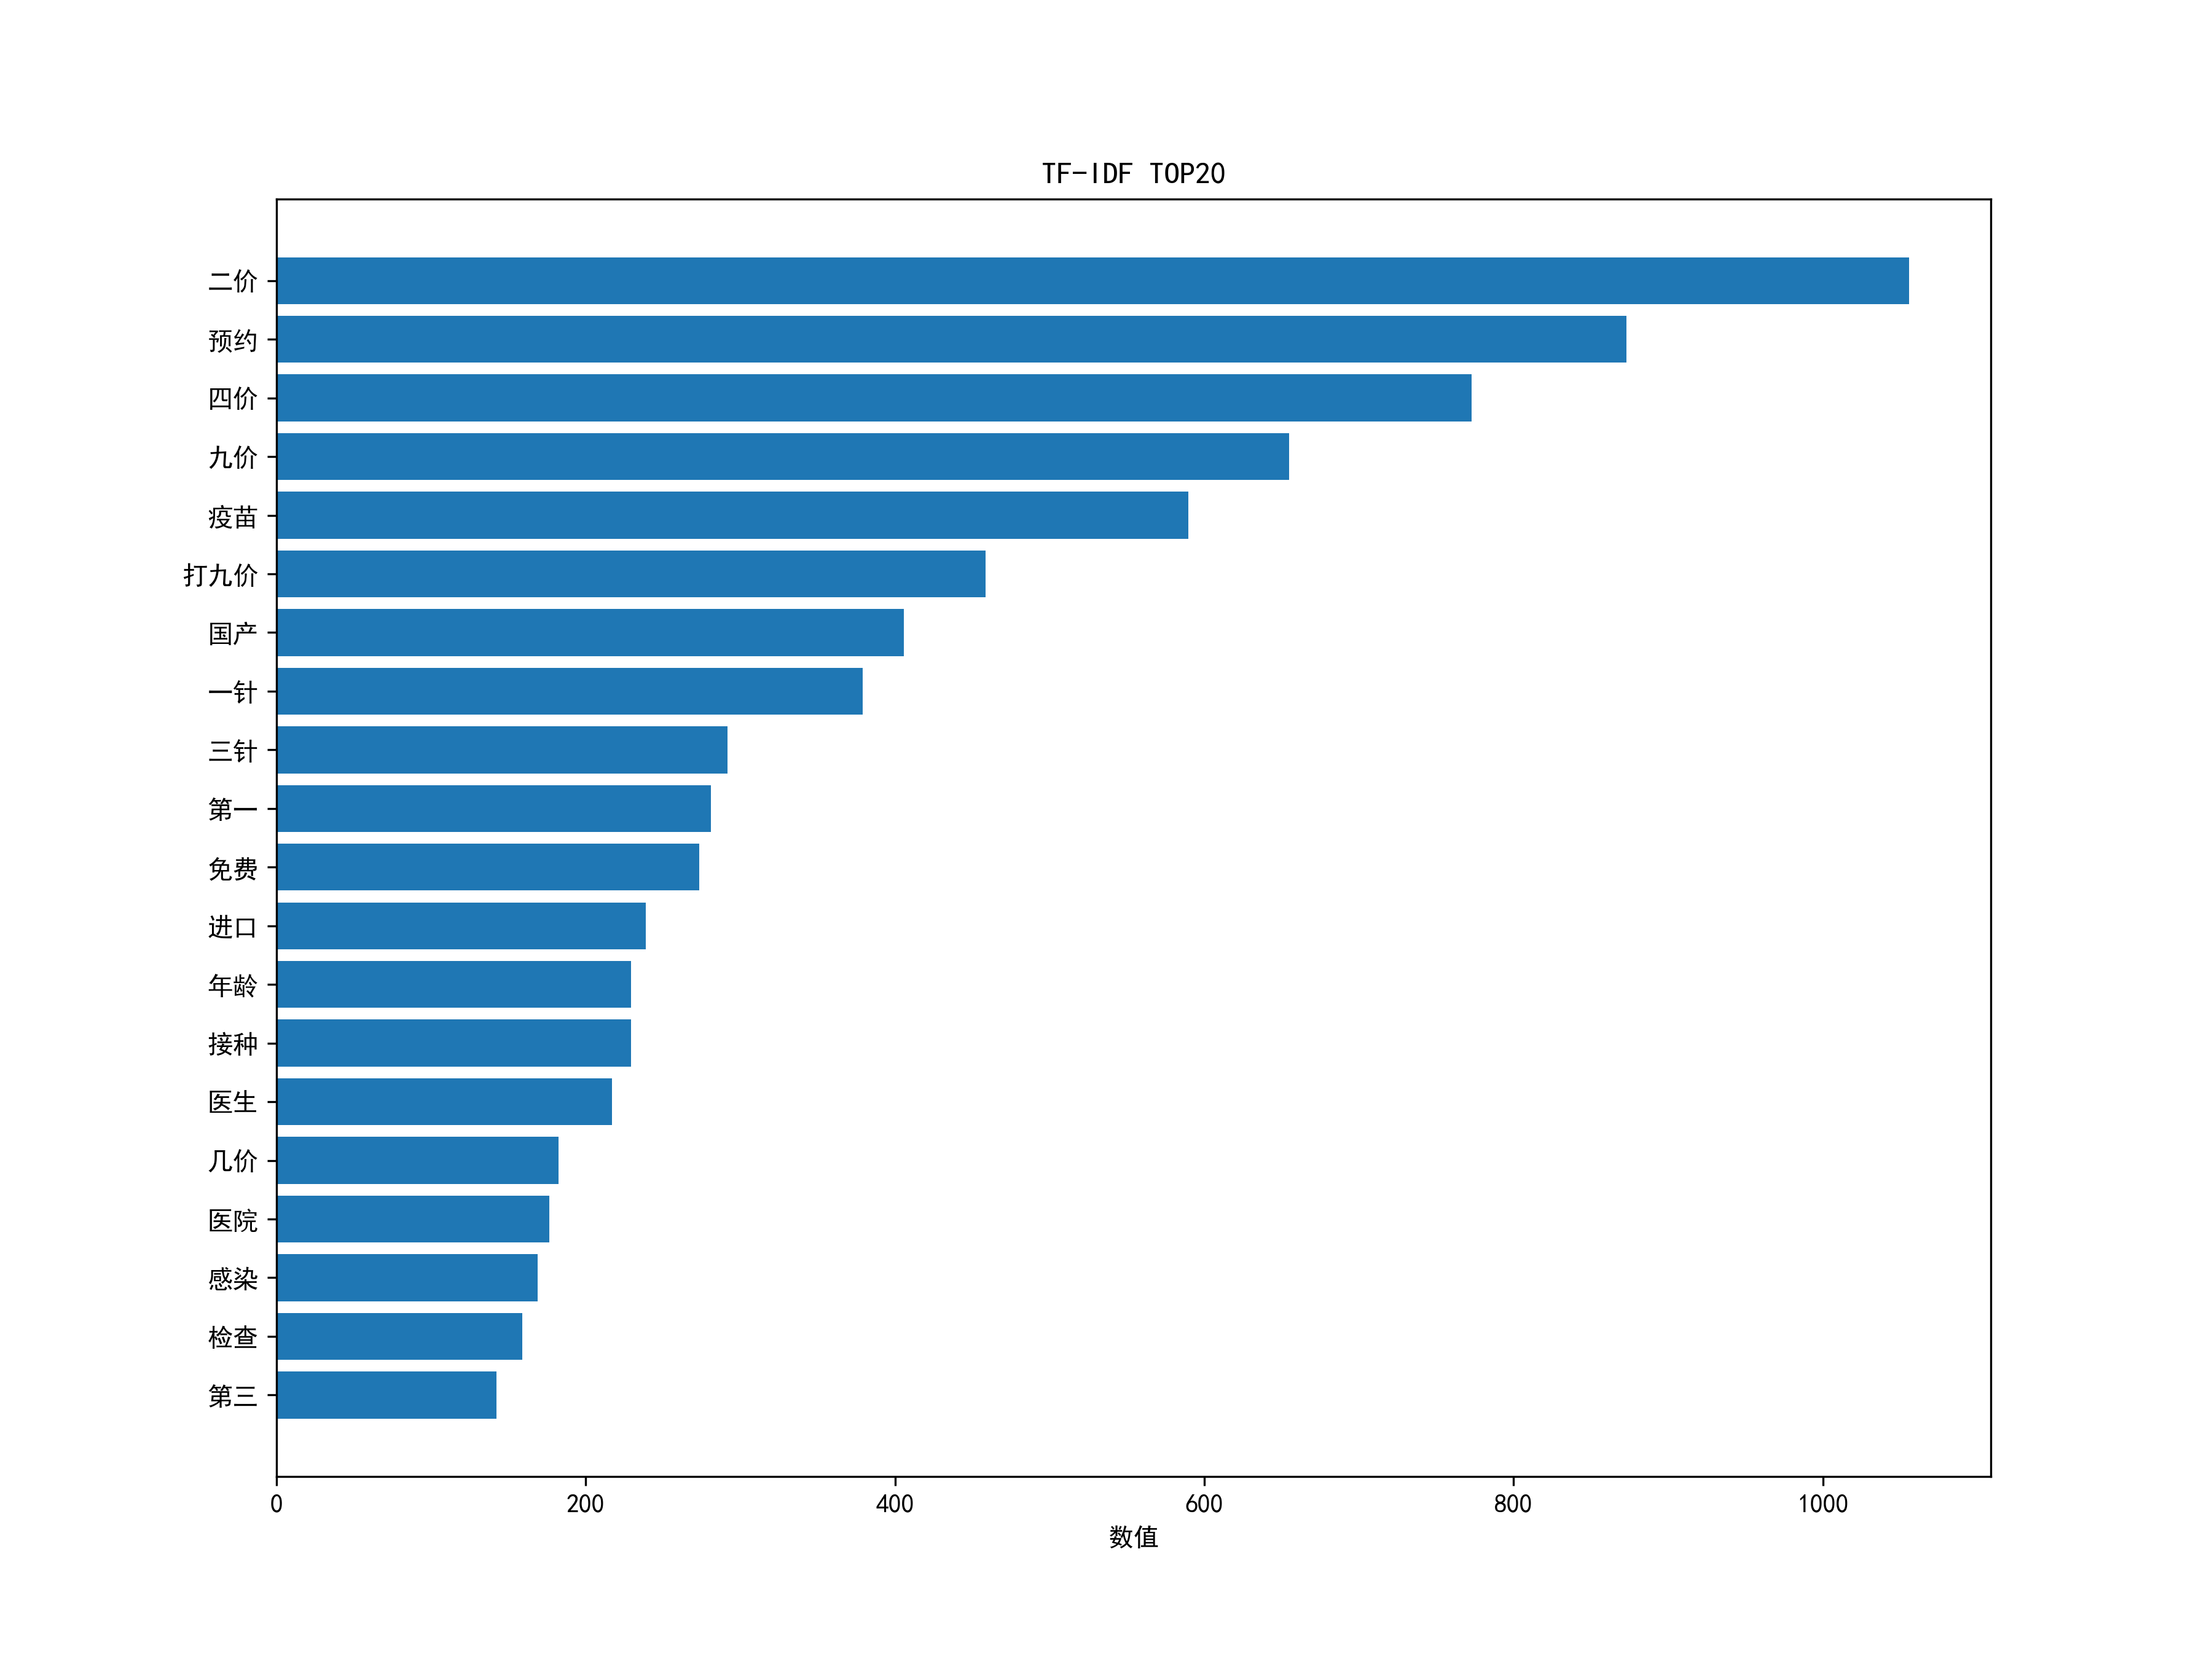 TF-IDF TOP20
二价
预约
四价
九价
疫苗
打九价
国产
一针
三针
第一
免费
进口
年龄
接种
医生
几价
医院
感染
检查
第三
0 200 400 600 800 1000
数值